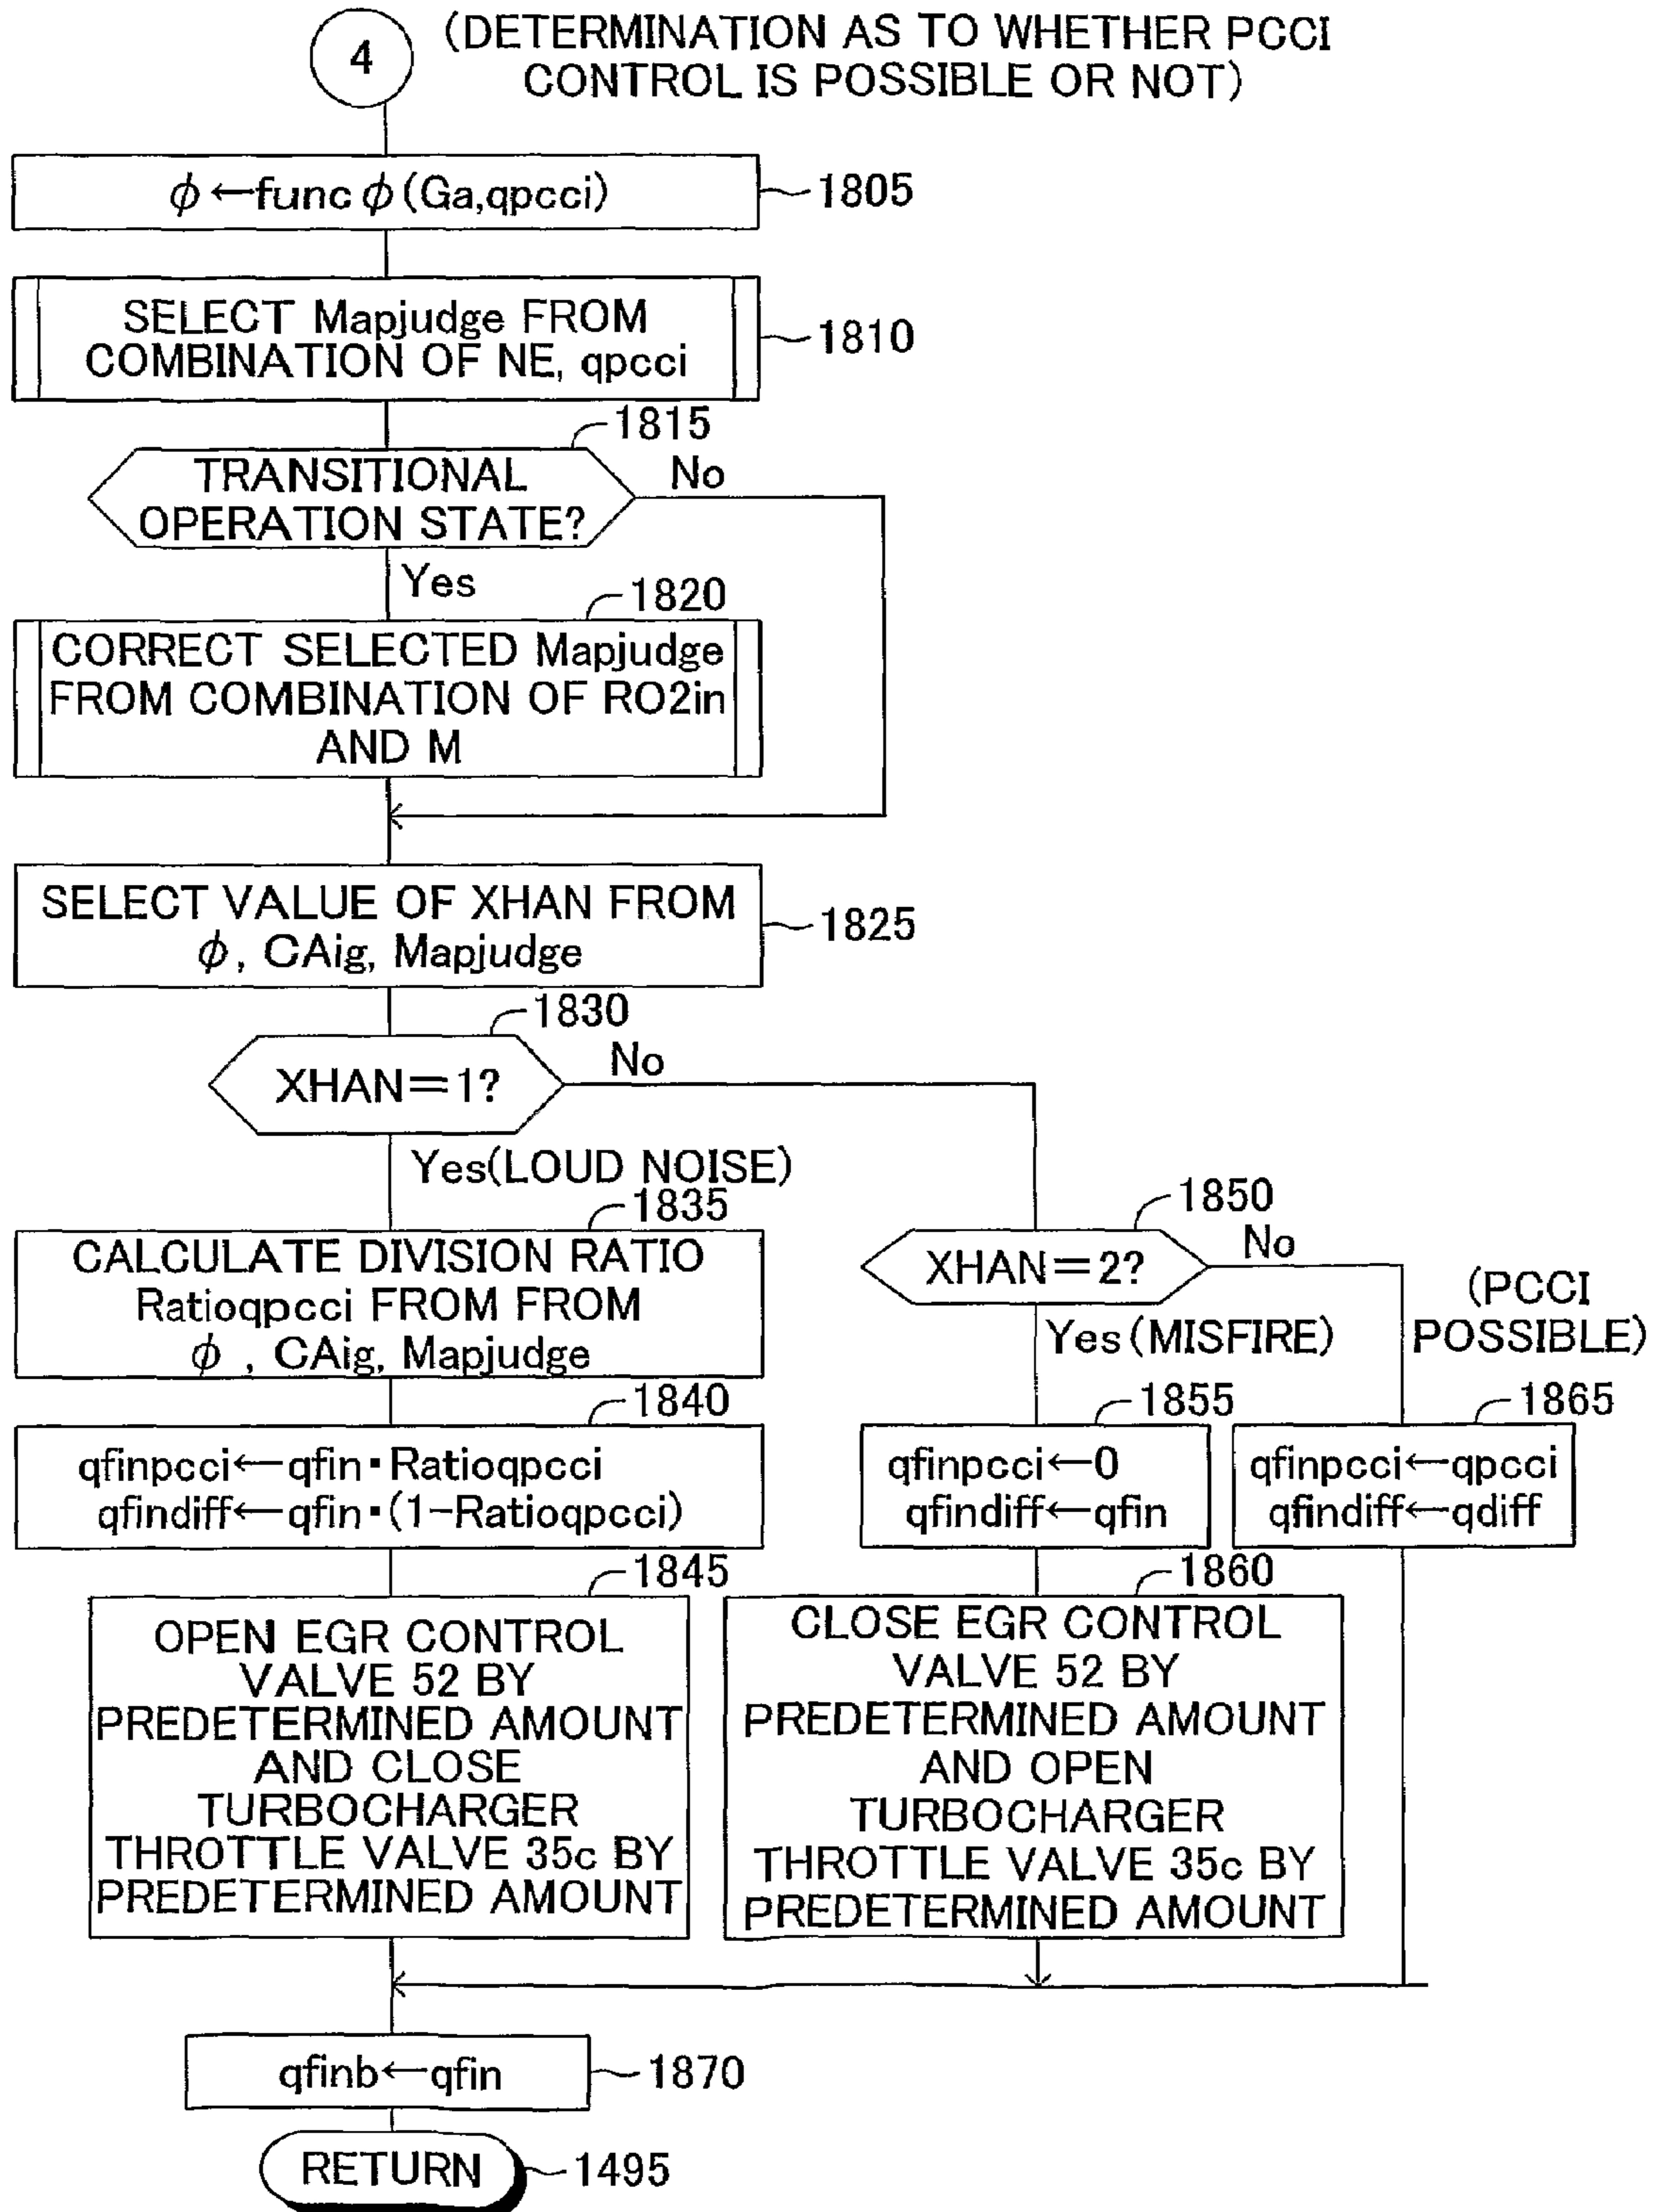 4
(DETERMINATION AS TO WHETHER PCCI
CONTROL IS POSSIBLE OR NOT)
ϕ←func ϕ(Ga,qpcci)
1805
SELECT Mapjudge FROM
COMBINATION OF NE, qpcci
1810
1815
TRANSITIONAL
OPERATION STATE?
No
Yes
1820
CORRECT SELECTED Mapjudge
FROM COMBINATION OF RO2in
AND M
SELECT VALUE OF XHAN FROM
ϕ, CAig, Mapjudge
1825
1830
XHAN=1?
No
Yes(LOUD NOISE)
1835
CALCULATE DIVISION RATIO
Ratioqpcci FROM FROM
ϕ , CAig, Mapjudge
1840
qfinpcci←qfin·Ratioqpcci
qfindiff←qfin·(1-Ratioqpcci)
1845
OPEN EGR CONTROL
VALVE 52 BY
PREDETERMINED AMOUNT
AND CLOSE
TURBOCHARGER
THROTTLE VALVE 35c BY
PREDETERMINED AMOUNT
1850
XHAN=2?
No
Yes(MISFIRE)
(PCCI
POSSIBLE)
1855
qfinpcci←0
qfindiff←qfin
1865
qfinpcci←qpcci
qfindiff←qdiff
1860
CLOSE EGR CONTROL
VALVE 52 BY
PREDETERMINED AMOUNT
AND OPEN
TURBOCHARGER
THROTTLE VALVE 35c BY
PREDETERMINED AMOUNT
qfinb←qfin
1870
RETURN
1495